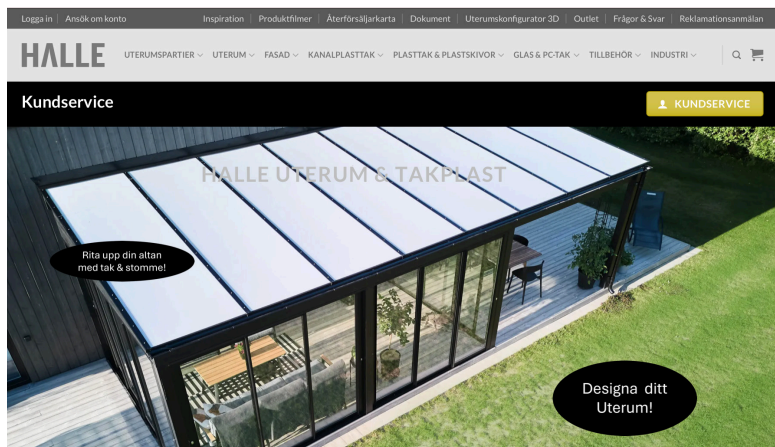 Logga in | Ansök om konto
Inspiration | Produktfilmer | Återförsäljarkarta | Dokument | Uterumskonfigurator 3D | Outlet | Frågor & Svar | Reklamationsanmälan
HALLE
UTERUMSPARTIER UTERUM FASAD KANALPLASTTAK PLASTTAK & PLASTSKIVOR GLAS & PC-TAK TILLBEHÖR INDUSTRI
Kundservice
KUNDSERVICE
HALLE UTERUM & TAKPLAST
Rita upp din altan
med tak & stomme!
Designa ditt
Uterum!